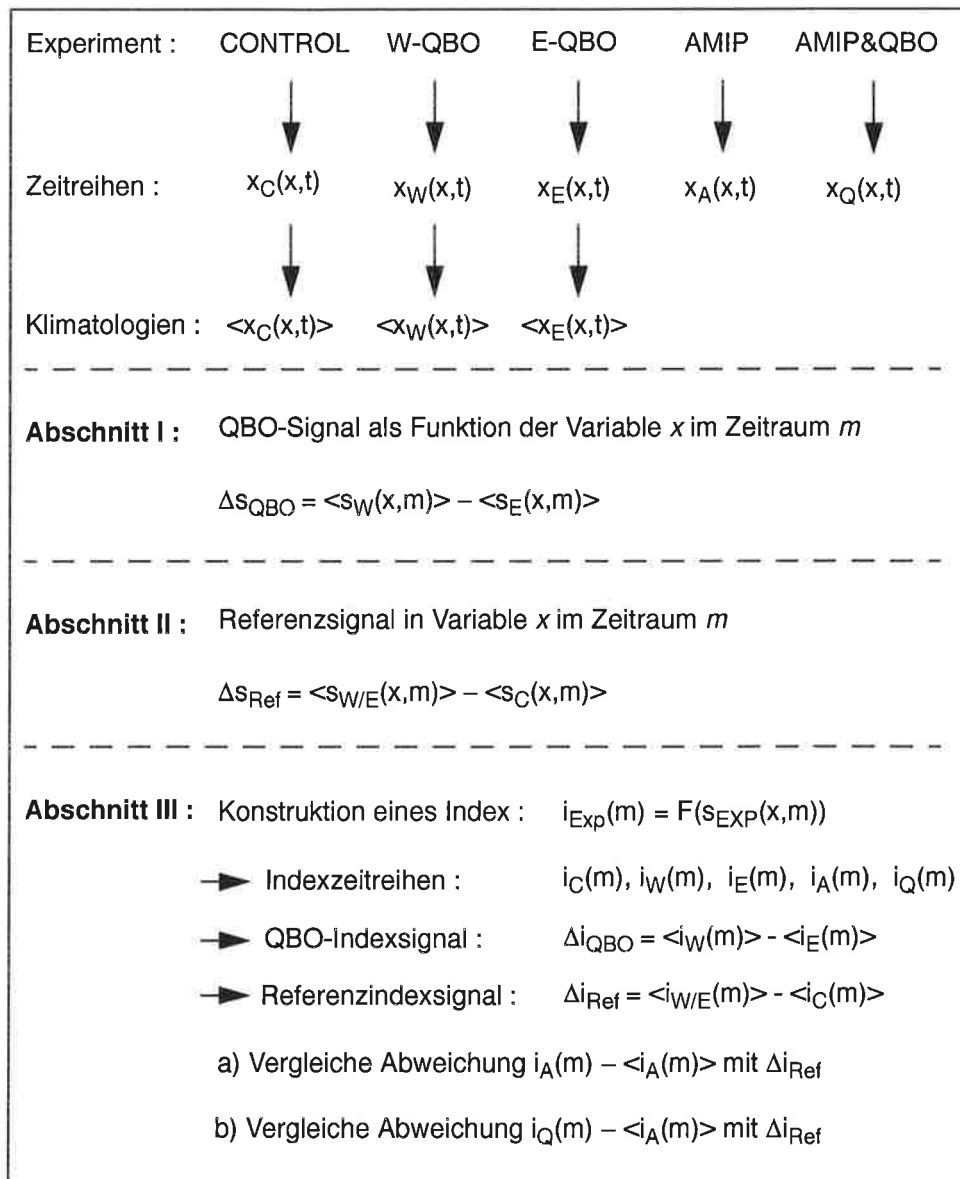 Experiment : CONTROL W-QBO E-QBO AMIP AMIP&QBO
Zeitreihen : x_C(x,t) x_W(x,t) x_E(x,t) x_A(x,t) x_Q(x,t)
Klimatologien : <x_C(x,t)> <x_W(x,t)> <x_E(x,t)>
Abschnitt I : QBO-Signal als Funktion der Variable x im Zeitraum m
Δs_QBO = <s_W(x,m)> – <s_E(x,m)>
Abschnitt II : Referenzsignal in Variable x im Zeitraum m
Δs_Ref = <s_W/E(x,m)> – <s_C(x,m)>
Abschnitt III : Konstruktion eines Index : i_Exp(m) = F(s_EXP(x,m))
Indexzeitreihen : i_C(m), i_W(m), i_E(m), i_A(m), i_Q(m)
QBO-Indexsignal : Δi_QBO = <i_W(m)> - <i_E(m)>
Referenzindexsignal : Δi_Ref = <i_W/E(m)> - <i_C(m)>
a) Vergleiche Abweichung i_A(m) – <i_A(m)> mit Δi_Ref
b) Vergleiche Abweichung i_Q(m) – <i_A(m)> mit Δi_Ref